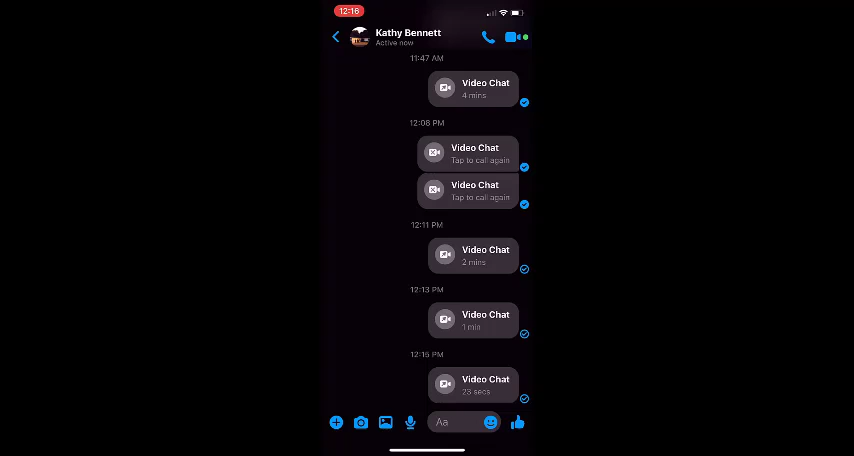 12:16
Kathy Bennett
Active now
11:47 AM
Video Chat
4 mins
12:08 PM
Video Chat
Tap to call again
Video Chat
Tap to call again
12:11 PM
Video Chat
2 mins
12:13 PM
Video Chat
1 min
12:15 PM
Video Chat
23 secs
Aa